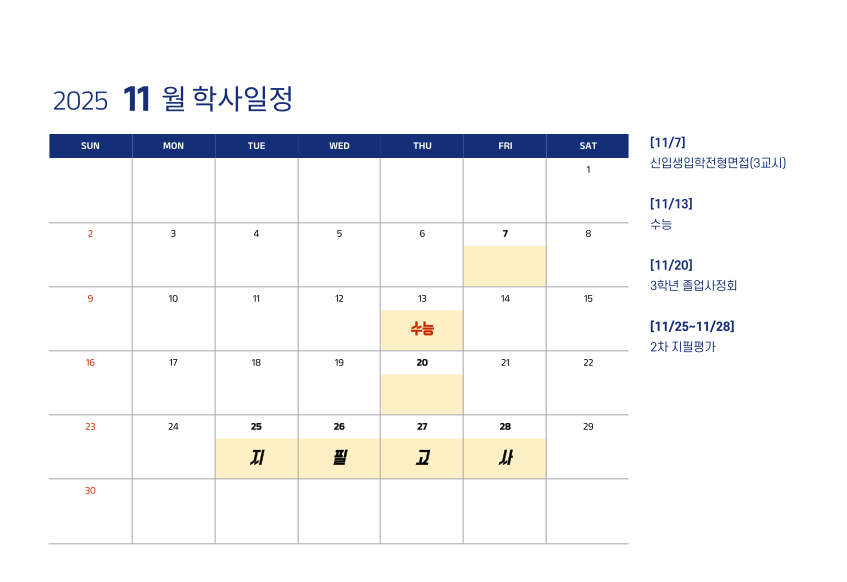 2025 11 월 학사일정
SUN MON TUE WED THU FRI SAT
1
2 3 4 5 6 7 8
9 10 11 12 13 14 15
수능
16 17 18 19 20 21 22
23 24 25 26 27 28 29
지 필 고 사
30
[11/7]
신입생입학전형면접(3교시)
[11/13]
수능
[11/20]
3학년 졸업사정회
[11/25~11/28]
2차 지필평가